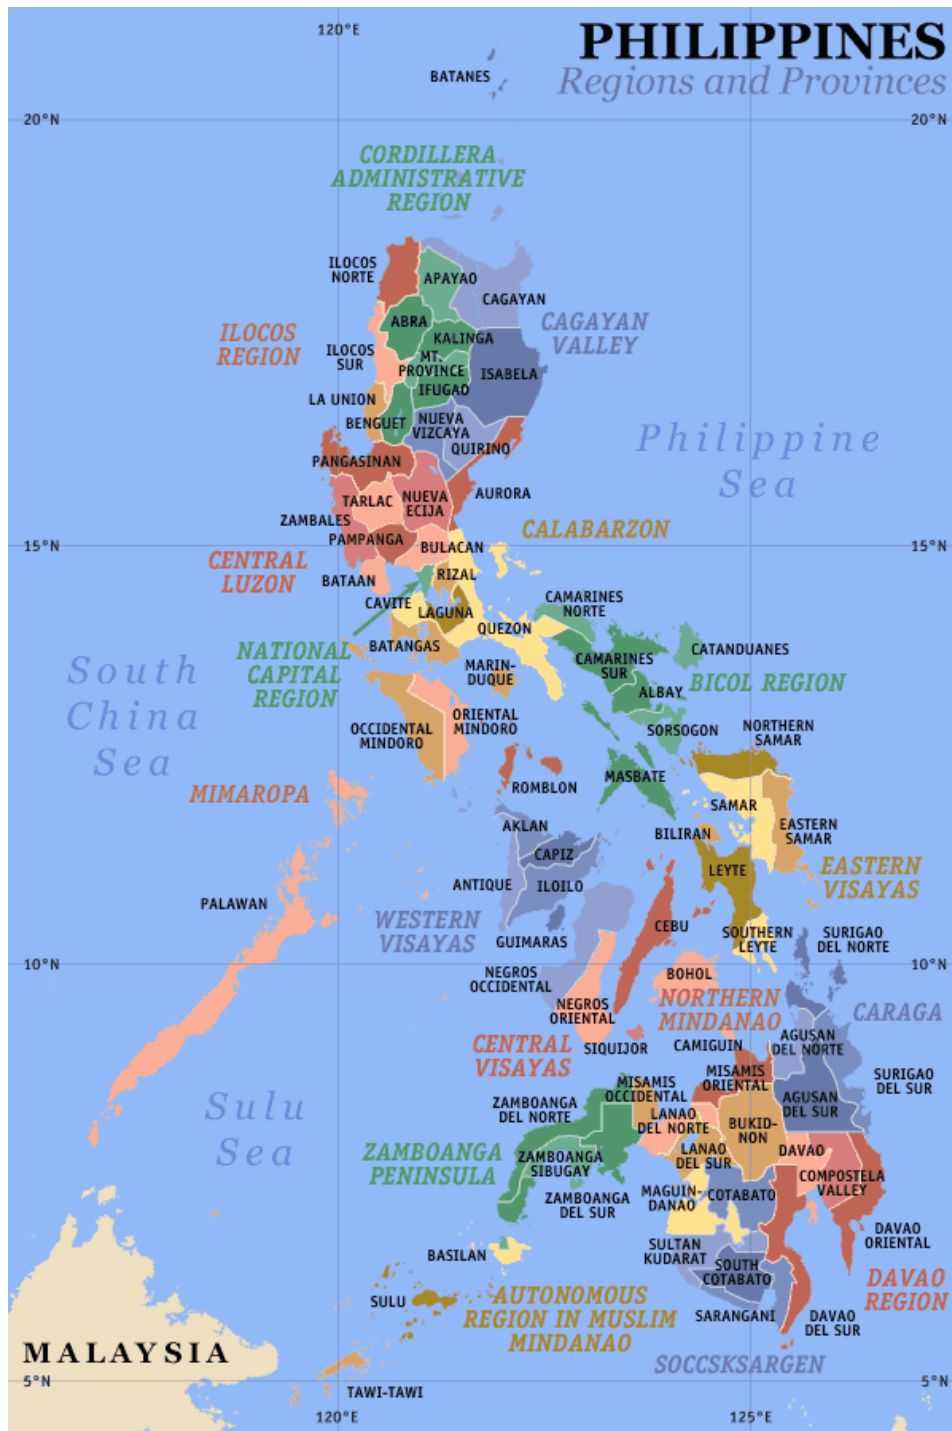 120°E
PHILIPPINES
Regions and Provinces
BATANES
20°N
20°N
CORDILLERA
ADMINISTRATIVE
REGION
ILOCOS
NORTE
APAYAO
CAGAYAN
ABRA
KALINGA
CAGAYAN
VALLEY
ILOCOS
REGION
ILOCOS
SUR
MT.
PROVINCE
ISABELA
IFUGAO
LA UNION
BENGUET
NUEVA
VIZCAYA
QUIRINO
Philippine
Sea
PANGASINAN
TARLAC
NUEVA
ECIJA
AURORA
ZAMBALES
PAMPANGA
CALABARZON
15°N
15°N
BULACAN
CENTRAL
LUZON
BATAAN
RIZAL
CAVITE
LAGUNA
CAMARINES
NORTE
QUEZON
BATANGAS
NATIONAL
CAPITAL
REGION
MARIN-
DUQUE
CAMARINES
SUR
CATANDUANES
ALBAY
BICOL REGION
South
China
Sea
OCCIDENTAL
MINDORO
ORIENTAL
MINDORO
SORSOGON
NORTHERN
SAMAR
MIMAROPA
ROMBLON
MASBATE
SAMAR
EASTERN
SAMAR
AKLAN
BILIRAN
CAPIZ
LEYTE
EASTERN
VISAYAS
ANTIQUE
ILOILO
PALAWAN
WESTERN
VISAYAS
GUIMARAS
CEBU
SOUTHERN
LEYTE
SURIGAO
DEL NORTE
10°N
10°N
NEGROS
OCCIDENTAL
BOHOL
NEGROS
ORIENTAL
NORTHERN
MINDANAO
CARAGA
CENTRAL
VISAYAS
SIQUIJOR
CAMIGUIN
AGUSAN
DEL NORTE
MISAMIS
OCCIDENTAL
MISAMIS
ORIENTAL
SURIGAO
DEL SUR
Sulu
Sea
ZAMBOANGA
DEL NORTE
LANAO
DEL NORTE
BUKID-
NON
AGUSAN
DEL SUR
ZAMBOANGA
PENINSULA
ZAMBOANGA
SIBUGAY
LANAO
DEL SUR
DAVAO
COMPOSTELA
VALLEY
ZAMBOANGA
DEL SUR
MAGUIN-
DANAO
COTABATO
DAVAO
ORIENTAL
BASILAN
SULTAN
KUDARAT
SOUTH
COTABATO
DAVAO
REGION
SULU
AUTONOMOUS
REGION IN MUSLIM
MINDANAO
SARANGANI
DAVAO
DEL SUR
MALAYSIA
SOCCSKSARGEN
5°N
5°N
TAWI-TAWI
120°E
125°E